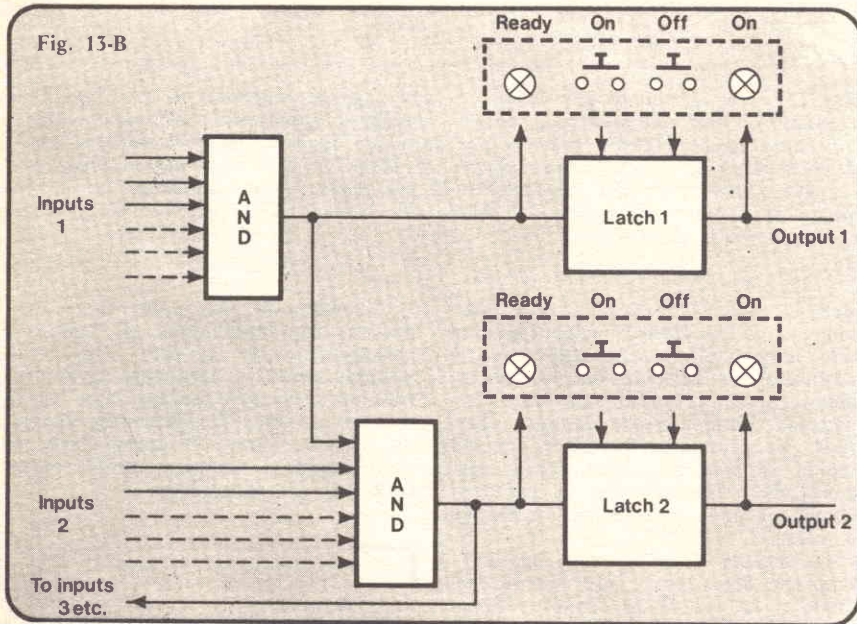 Fig. 13-B
Ready On Off On
Inputs
1
A
N
D
Latch 1
Output 1
Ready On Off On
Inputs
2
A
N
D
Latch 2
Output 2
To inputs
3 etc.